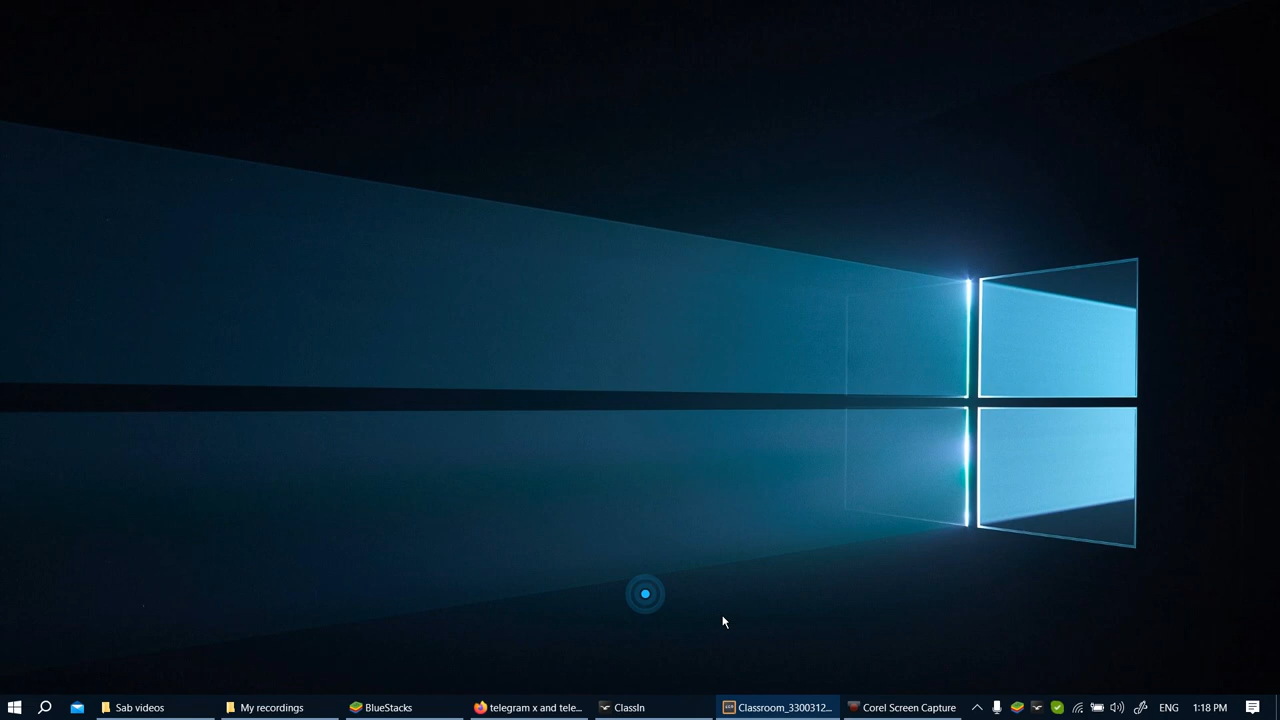 Sab videos
My recordings
BlueStacks
telegram x and tele...
ClassIn
Classroom_3300312...
Corel Screen Capture
ENG
1:18 PM